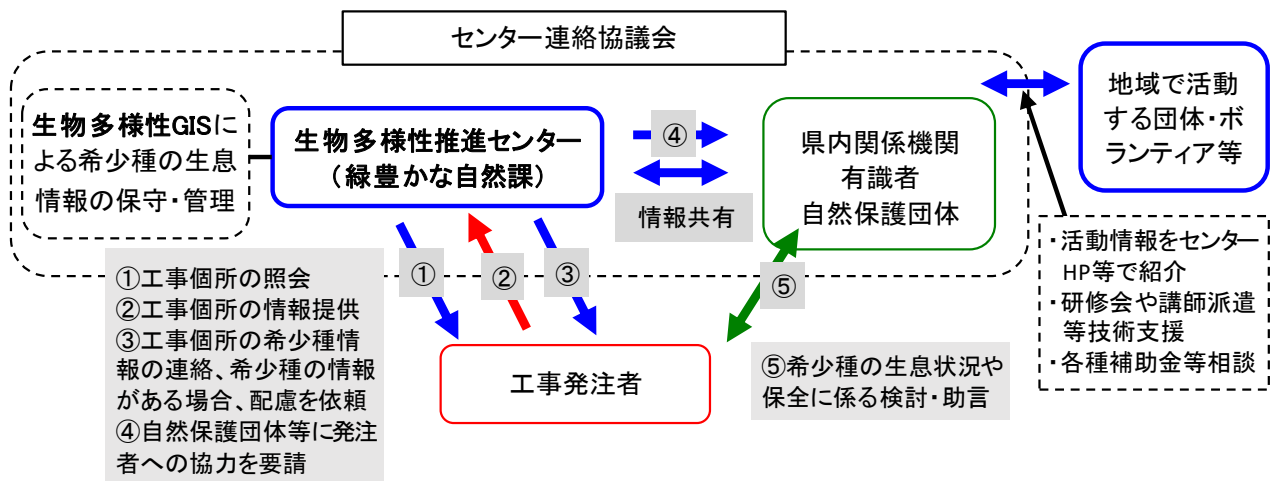 センター連絡協議会
生物多様性GISに
よる希少種の生息
情報の保守・管理
生物多様性推進センター
（緑豊かな自然課）
④
情報共有
県内関係機関
有識者
自然保護団体
地域で活動
する団体・ボ
ランティア等
・活動情報をセンター
HP等で紹介
・研修会や講師派遣
等技術支援
・各種補助金等相談
①
②
③
⑤
①工事個所の照会
②工事個所の情報提供
③工事個所の希少種情
報の連絡、希少種の情報
がある場合、配慮を依頼
④自然保護団体等に発注
者への協力を要請
工事発注者
⑤希少種の生息状況や
保全に係る検討・助言